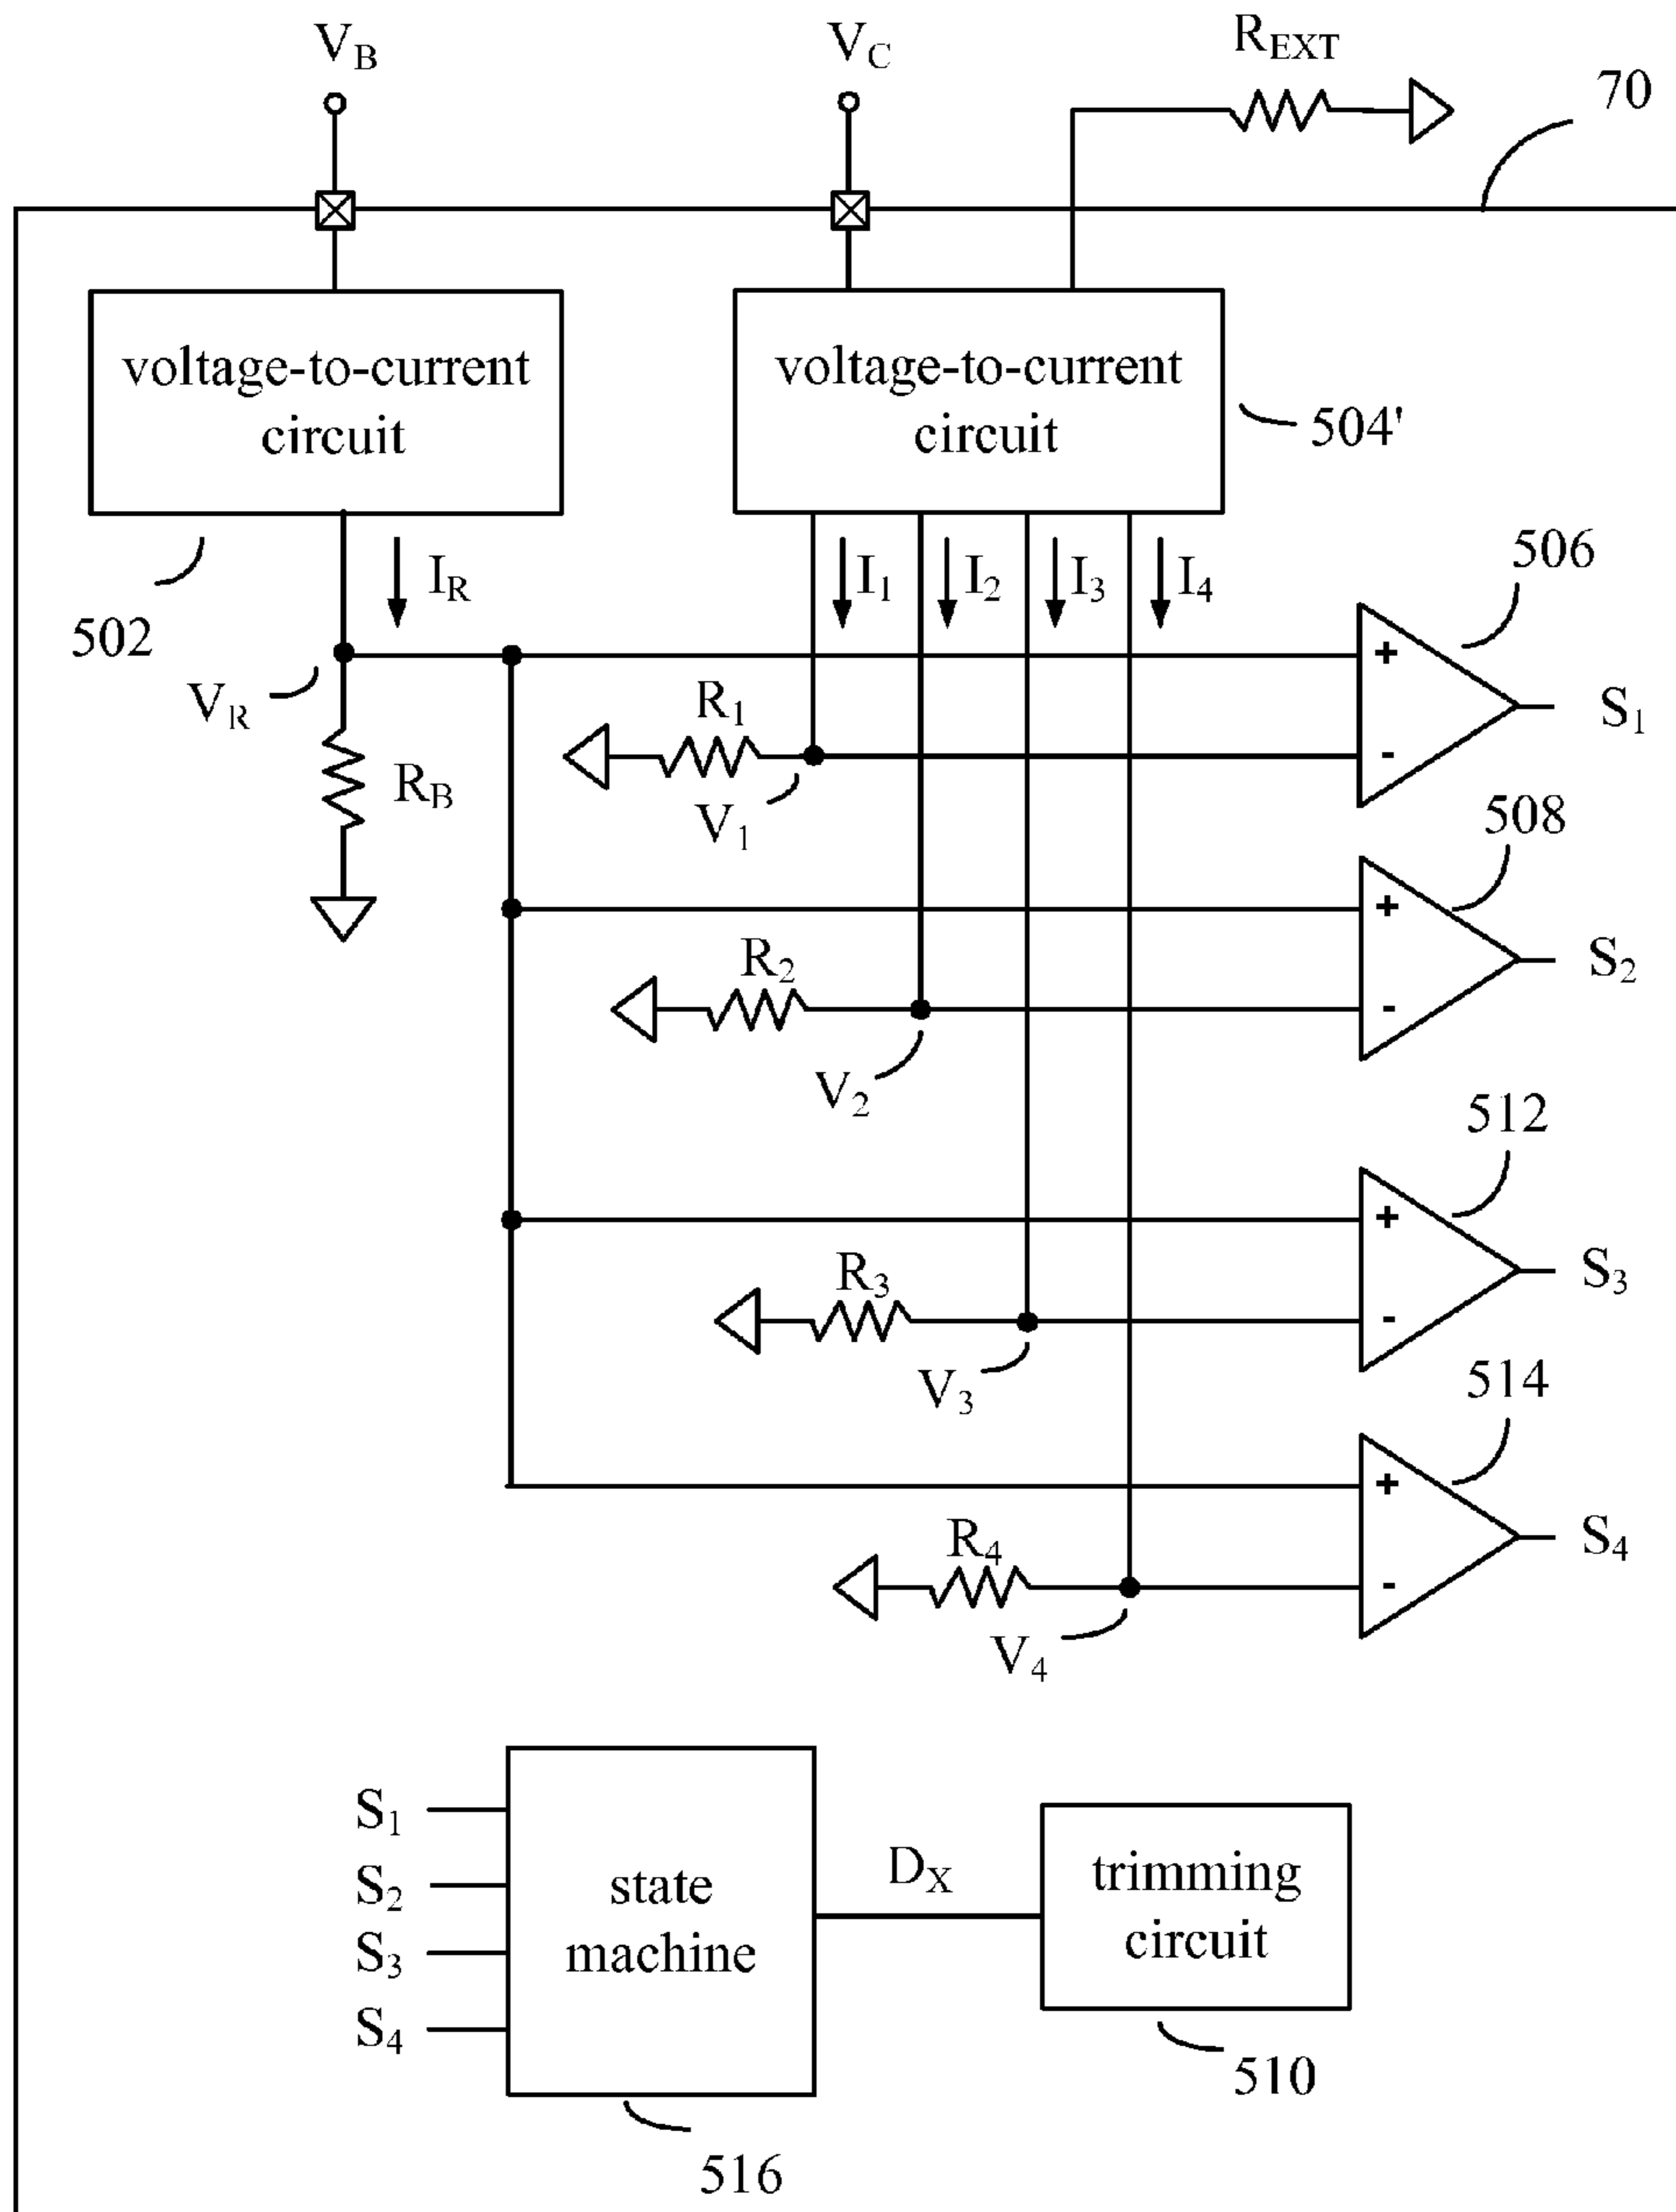 V_B
V_C
R_EXT
70
voltage-to-current
circuit
voltage-to-current
circuit
504'
502
I_R
I_1
I_2
I_3
I_4
506
V_R
R_B
R_1
V_1
+
-
S_1
508
R_2
V_2
+
-
S_2
512
R_3
V_3
+
-
S_3
514
R_4
V_4
+
-
S_4
S_1
S_2
S_3
S_4
state
machine
D_X
trimming
circuit
510
516